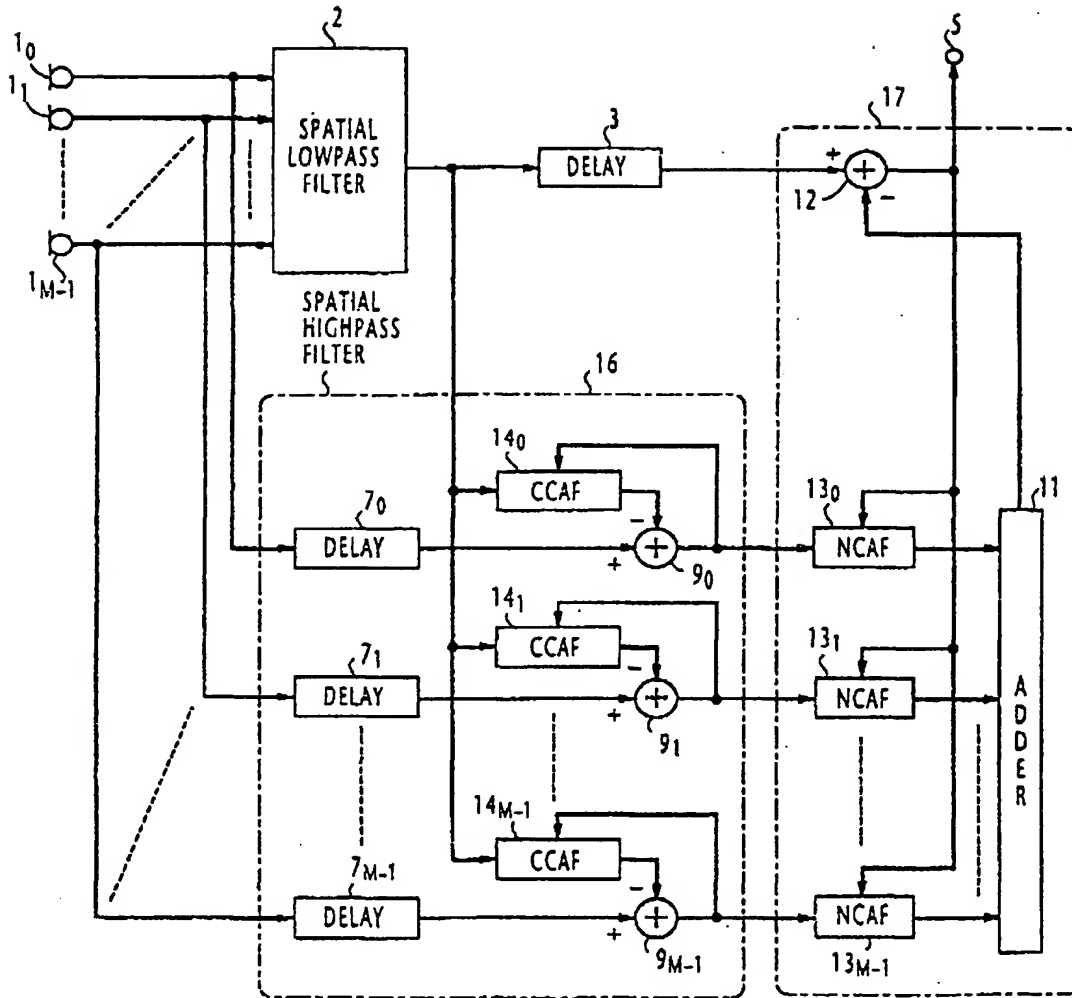 2
5
1₀
1₁
17
3
SPATIAL
LOWPASS
FILTER
DELAY
+
+
12
−
1M-1
SPATIAL
HIGHPASS
FILTER
16
14₀
CCAF
13₀
11
7₀
−
DELAY
+
+
NCAF
9₀
14₁
CCAF
13₁
7₁
−
DELAY
+
+
NCAF
9₁
ADDER
14M-1
CCAF
7M-1
−
DELAY
+
+
NCAF
9M-1
13M-1